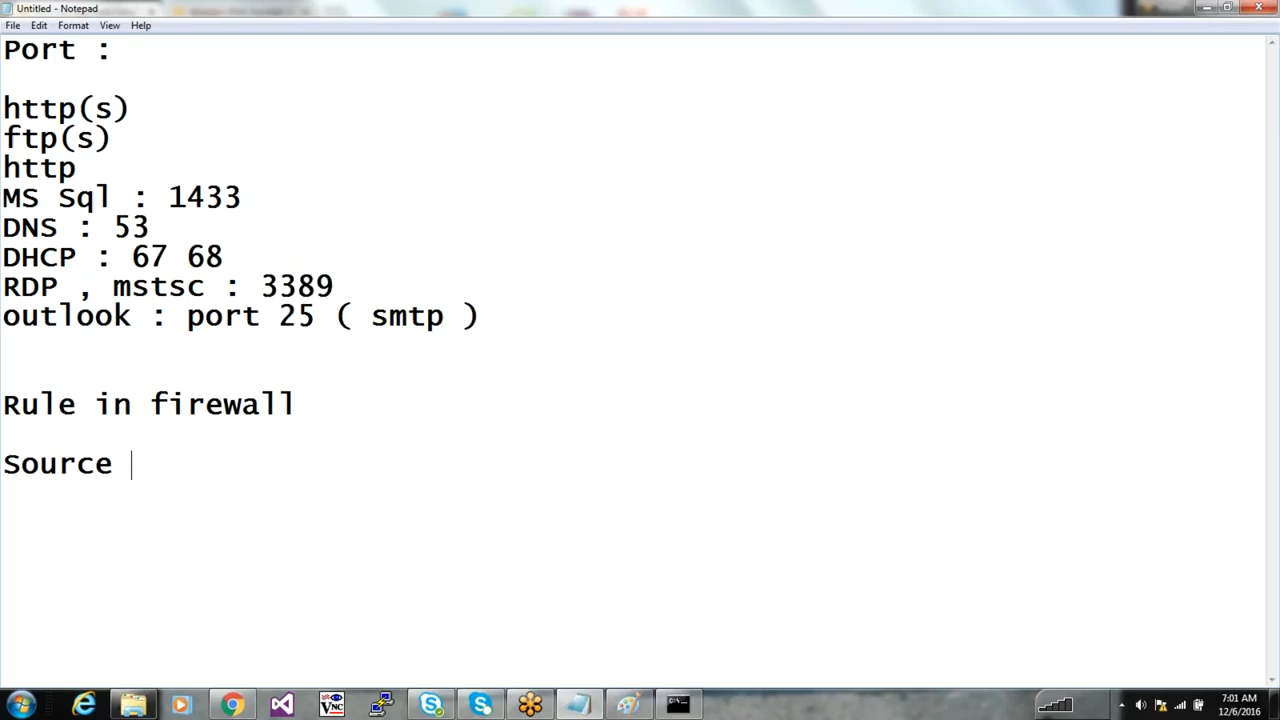 Untitled - Notepad
File Edit Format View Help
Port :
http(s)
ftp(s)
http
MS Sql : 1433
DNS : 53
DHCP : 67 68
RDP , mstsc : 3389
outlook : port 25 ( smtp )
Rule in firewall
Source
7:01 AM
12/6/2016